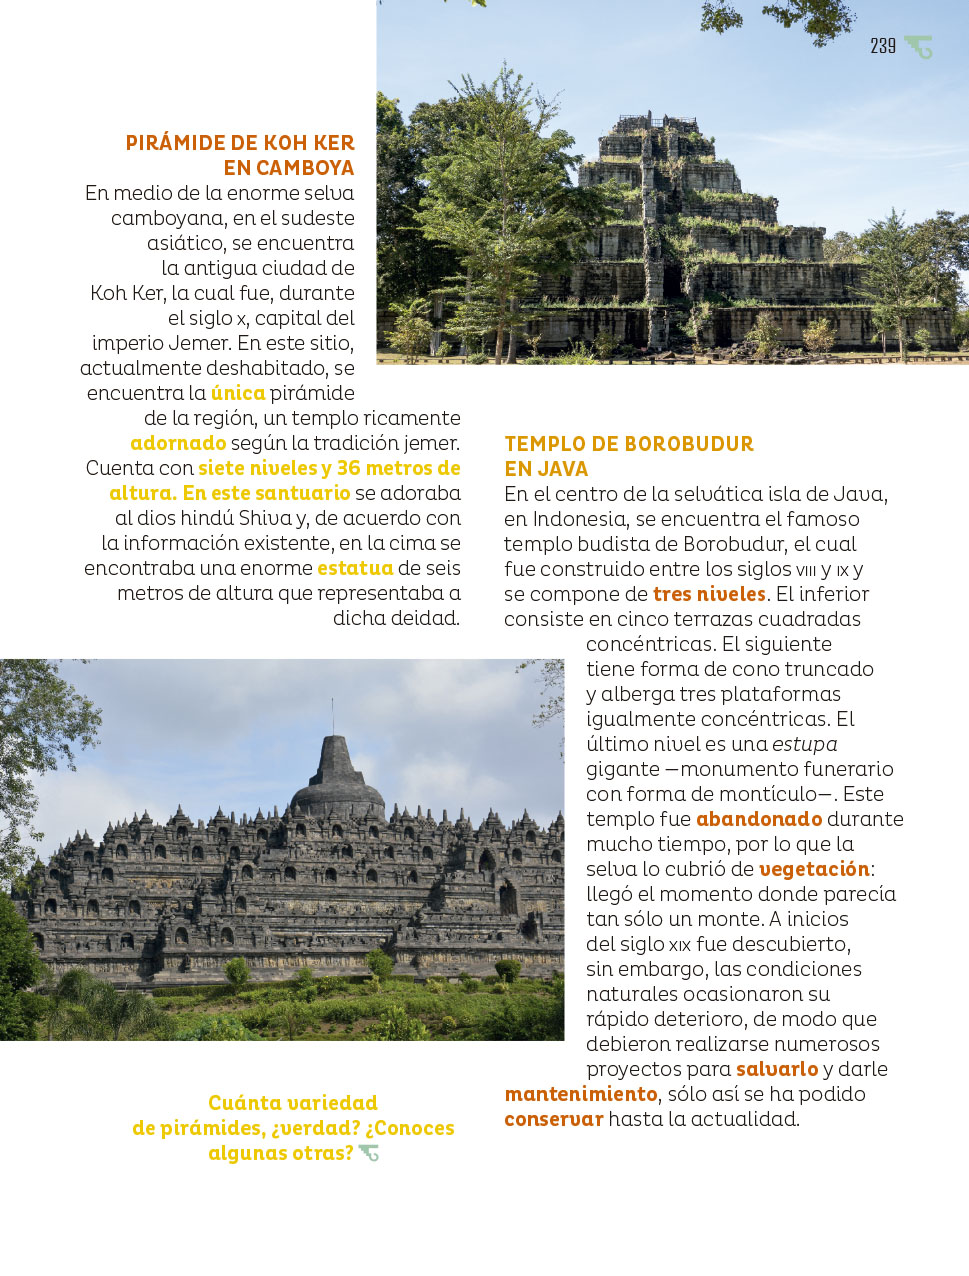 239
PIRÁMIDE DE KOH KER
EN CAMBOYA
En medio de la enorme selva
camboyana, en el sudeste
asiático, se encuentra
la antigua ciudad de
Koh Ker, la cual fue, durante
el siglo X, capital del
imperio Jemer. En este sitio,
actualmente deshabitado, se
encuentra la única pirámide
de la región, un templo ricamente
adornado según la tradición jemer.
Cuenta con siete niveles y 36 metros de
altura. En este santuario se adoraba
al dios hindú Shiva y, de acuerdo con
la información existente, en la cima se
encontraba una enorme estatua de seis
metros de altura que representaba a
dicha deidad.
TEMPLO DE BOROBUDUR
EN JAVA
En el centro de la selvática isla de Java,
en Indonesia, se encuentra el famoso
templo budista de Borobudur, el cual
fue construido entre los siglos VIII y IX y
se compone de tres niveles. El inferior
consiste en cinco terrazas cuadradas
concéntricas. El siguiente
tiene forma de cono truncado
y alberga tres plataformas
igualmente concéntricas. El
último nivel es una estupa
gigante —monumento funerario
con forma de montículo—. Este
templo fue abandonado durante
mucho tiempo, por lo que la
selva lo cubrió de vegetación:
llegó el momento donde parecía
tan sólo un monte. A inicios
del siglo XIX fue descubierto,
sin embargo, las condiciones
naturales ocasionaron su
rápido deterioro, de modo que
debieron realizarse numerosos
proyectos para salvarlo y darle
mantenimiento, sólo así se ha podido
conservar hasta la actualidad.
Cuánta variedad
de pirámides, ¿verdad? ¿Conoces
algunas otras?